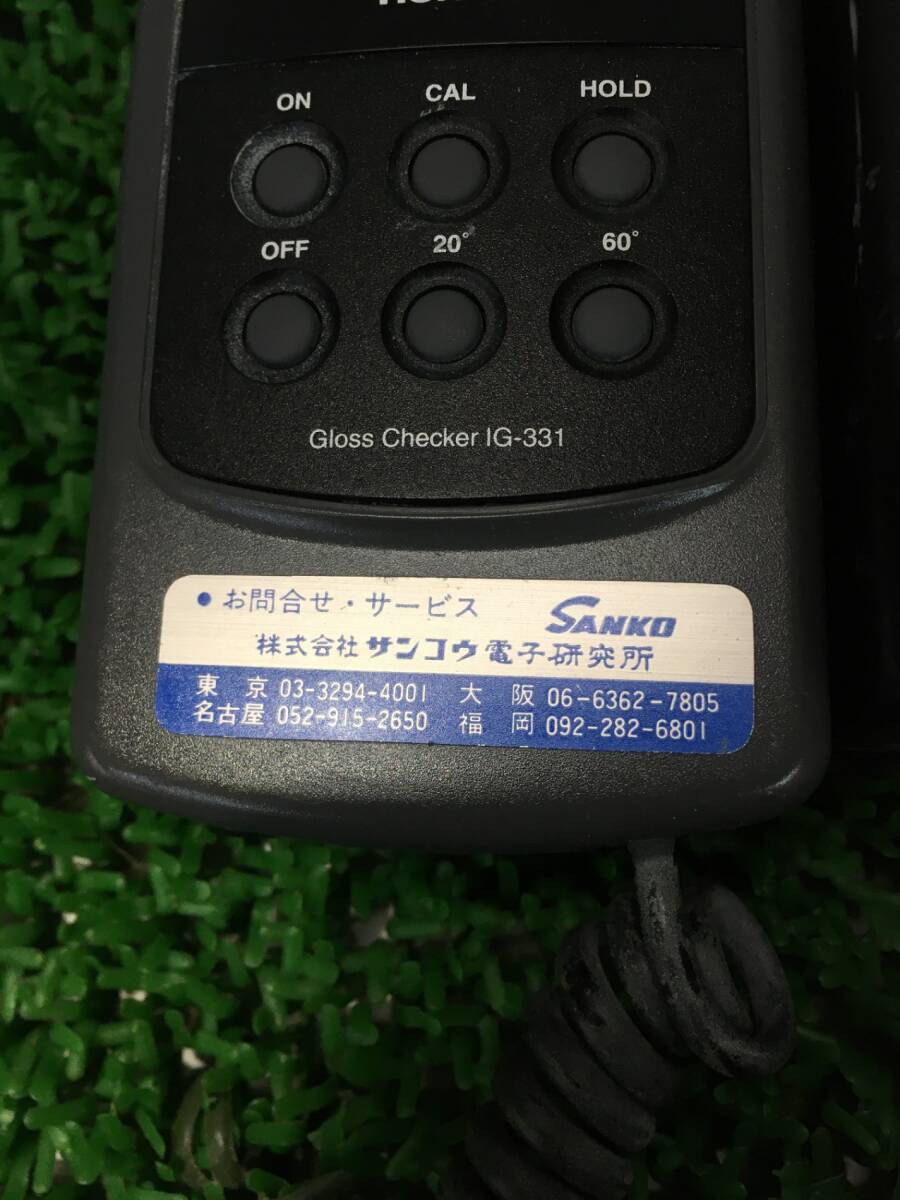 ON CAL HOLD
OFF 20° 60°
Gloss Checker IG-331
• お問合せ・サービス SANKO
株式会社 サンコウ電子研究所
東京 03-3294-4001 大阪 06-6362-7805
名古屋 052-915-2650 福岡 092-282-6801